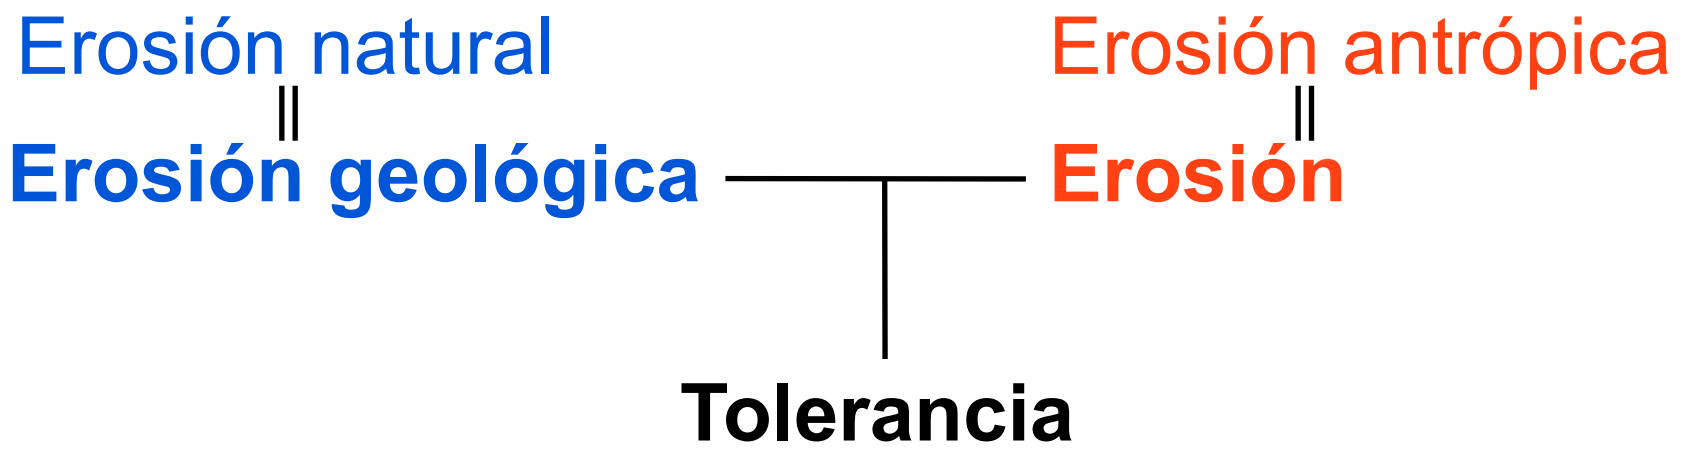 Erosión natural
Erosión antrópica
Erosión geológica
Erosión
Tolerancia